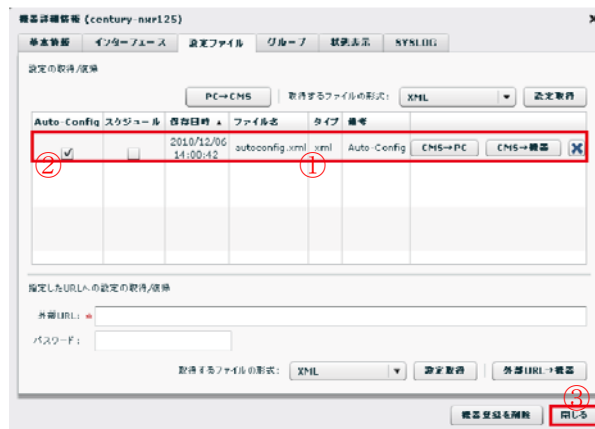 機器詳細情報 (century-nxr125)
基本情報 インターフェース 設定ファイル グループ 状態表示 SYSLOG
設定の取得/復帰
PC→CMS 取得するファイルの形式: XML 設定取得
Auto-Config スケジュール 保存日時 ファイル名 タイプ 備考
2010/12/06 14:00:42 autoconfig.xml xml Auto-Config CMS→PC CMS→機器
② ①
指定したURLへの設定の取得/復帰
外部URL:
パスワード:
取得するファイルの形式: XML 設定取得 外部URL→機器
③
機器登録を削除 閉じる